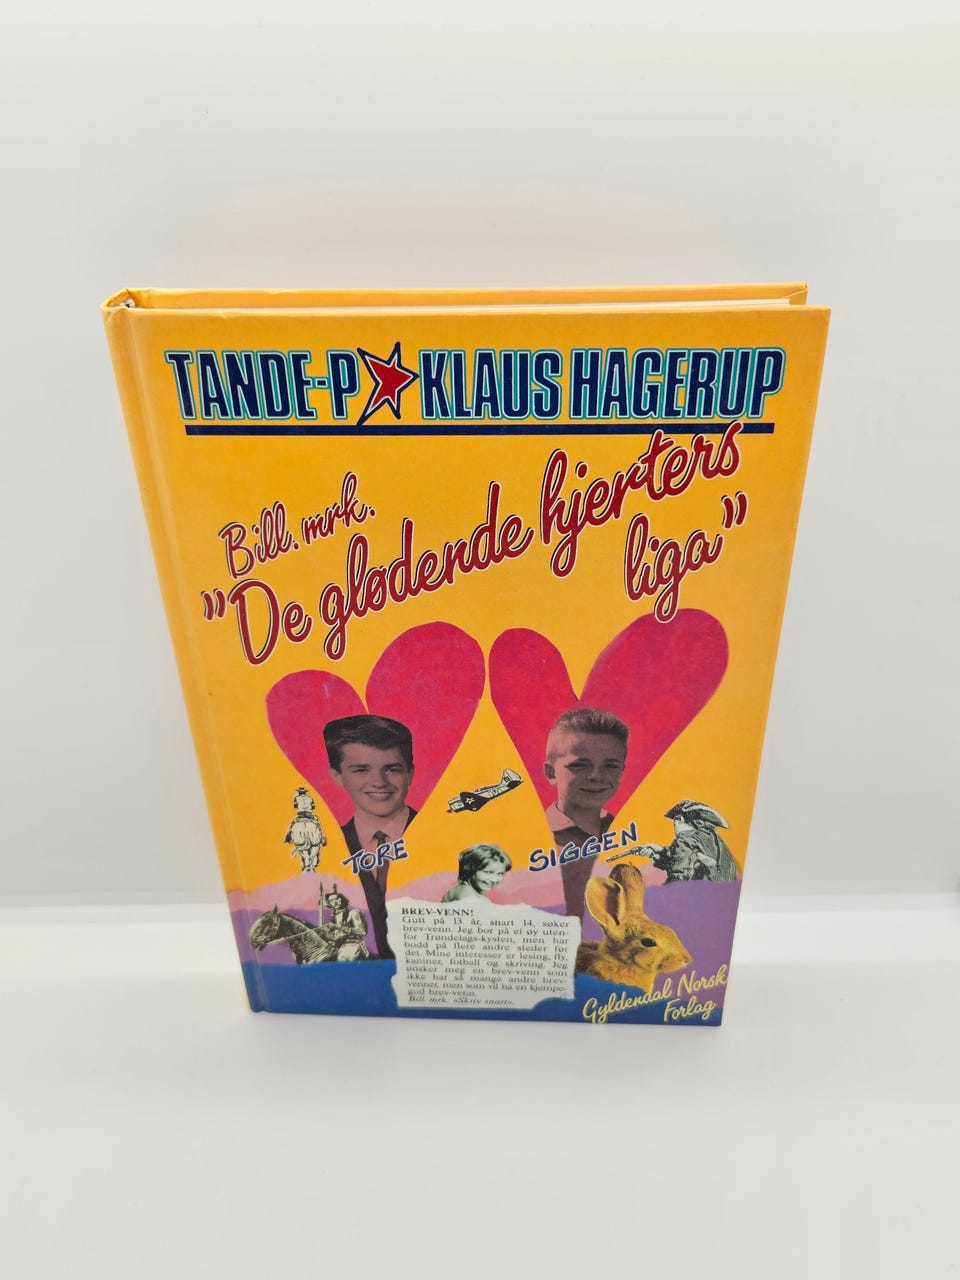 TANDE-P KLAUS HAGERUP
Bill. mrk.
"De glødende hjerters
liga"
TORE
SIGGEN
BREV-VENN!
Gutt på 13 år, snart 14, søker
brev-venn. Jeg bor på ei øy uten-
for Trøndelags-kysten, men har
bodd på flere andre steder før
det. Mine interesser er lesing, fly,
kaniner, fotball og skriving. Jeg
ønsker meg en brev-venn som
ikke har så mange andre brev-
venner, men som vil ha en kjempe-
god brev-venn.
Bill. mrk. «Skriv snart».
Gyldendal Norsk
Forlag